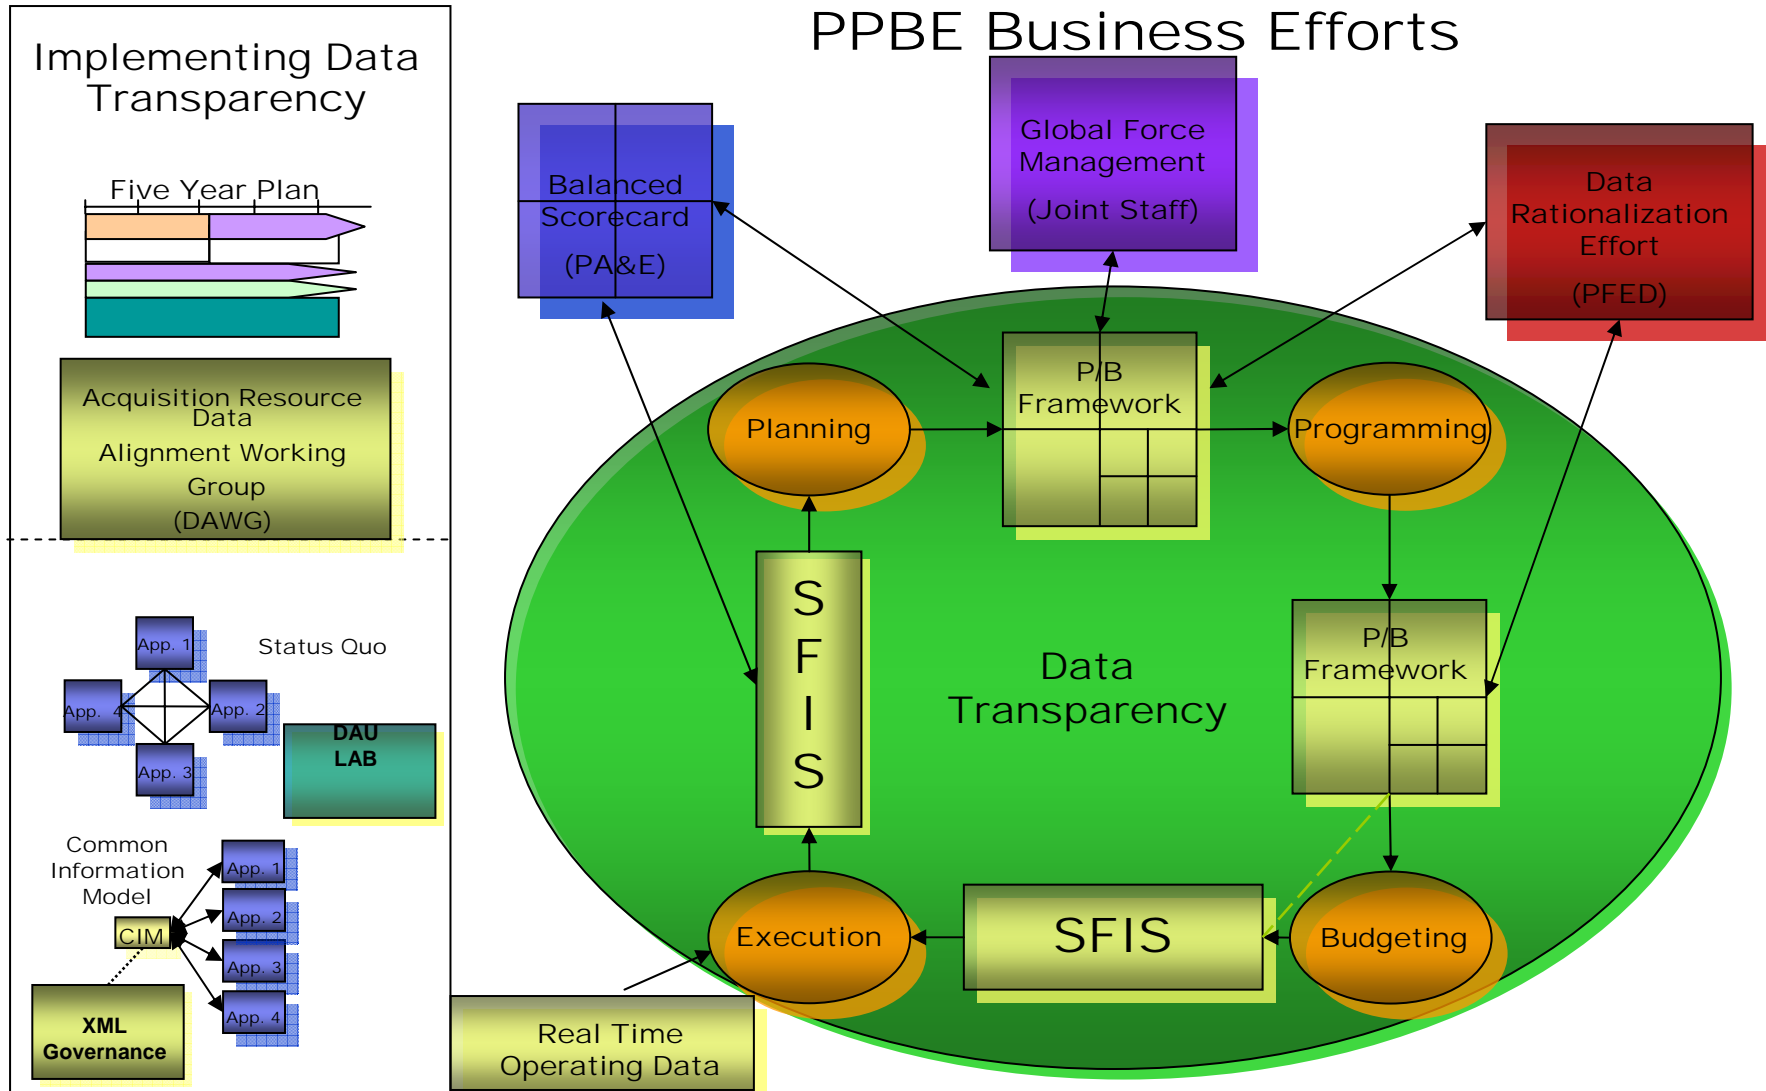 PPBE Business Efforts
Implementing Data
Transparency
Five Year Plan
Acquisition Resource
Data
Alignment Working
Group
(DAWG)
App. 1
Status Quo
App. 4
App. 2
DAU
LAB
App. 3
Common
Information
Model
App. 1
App. 2
CIM
App. 3
App. 4
XML
Governance
Balanced
Scorecard
(PA&E)
Global Force
Management
(Joint Staff)
Data
Rationalization
Effort
(PFED)
Planning
P/B
Framework
Programming
S
F
I
S
Data
Transparency
P/B
Framework
Execution
SFIS
Budgeting
Real Time
Operating Data